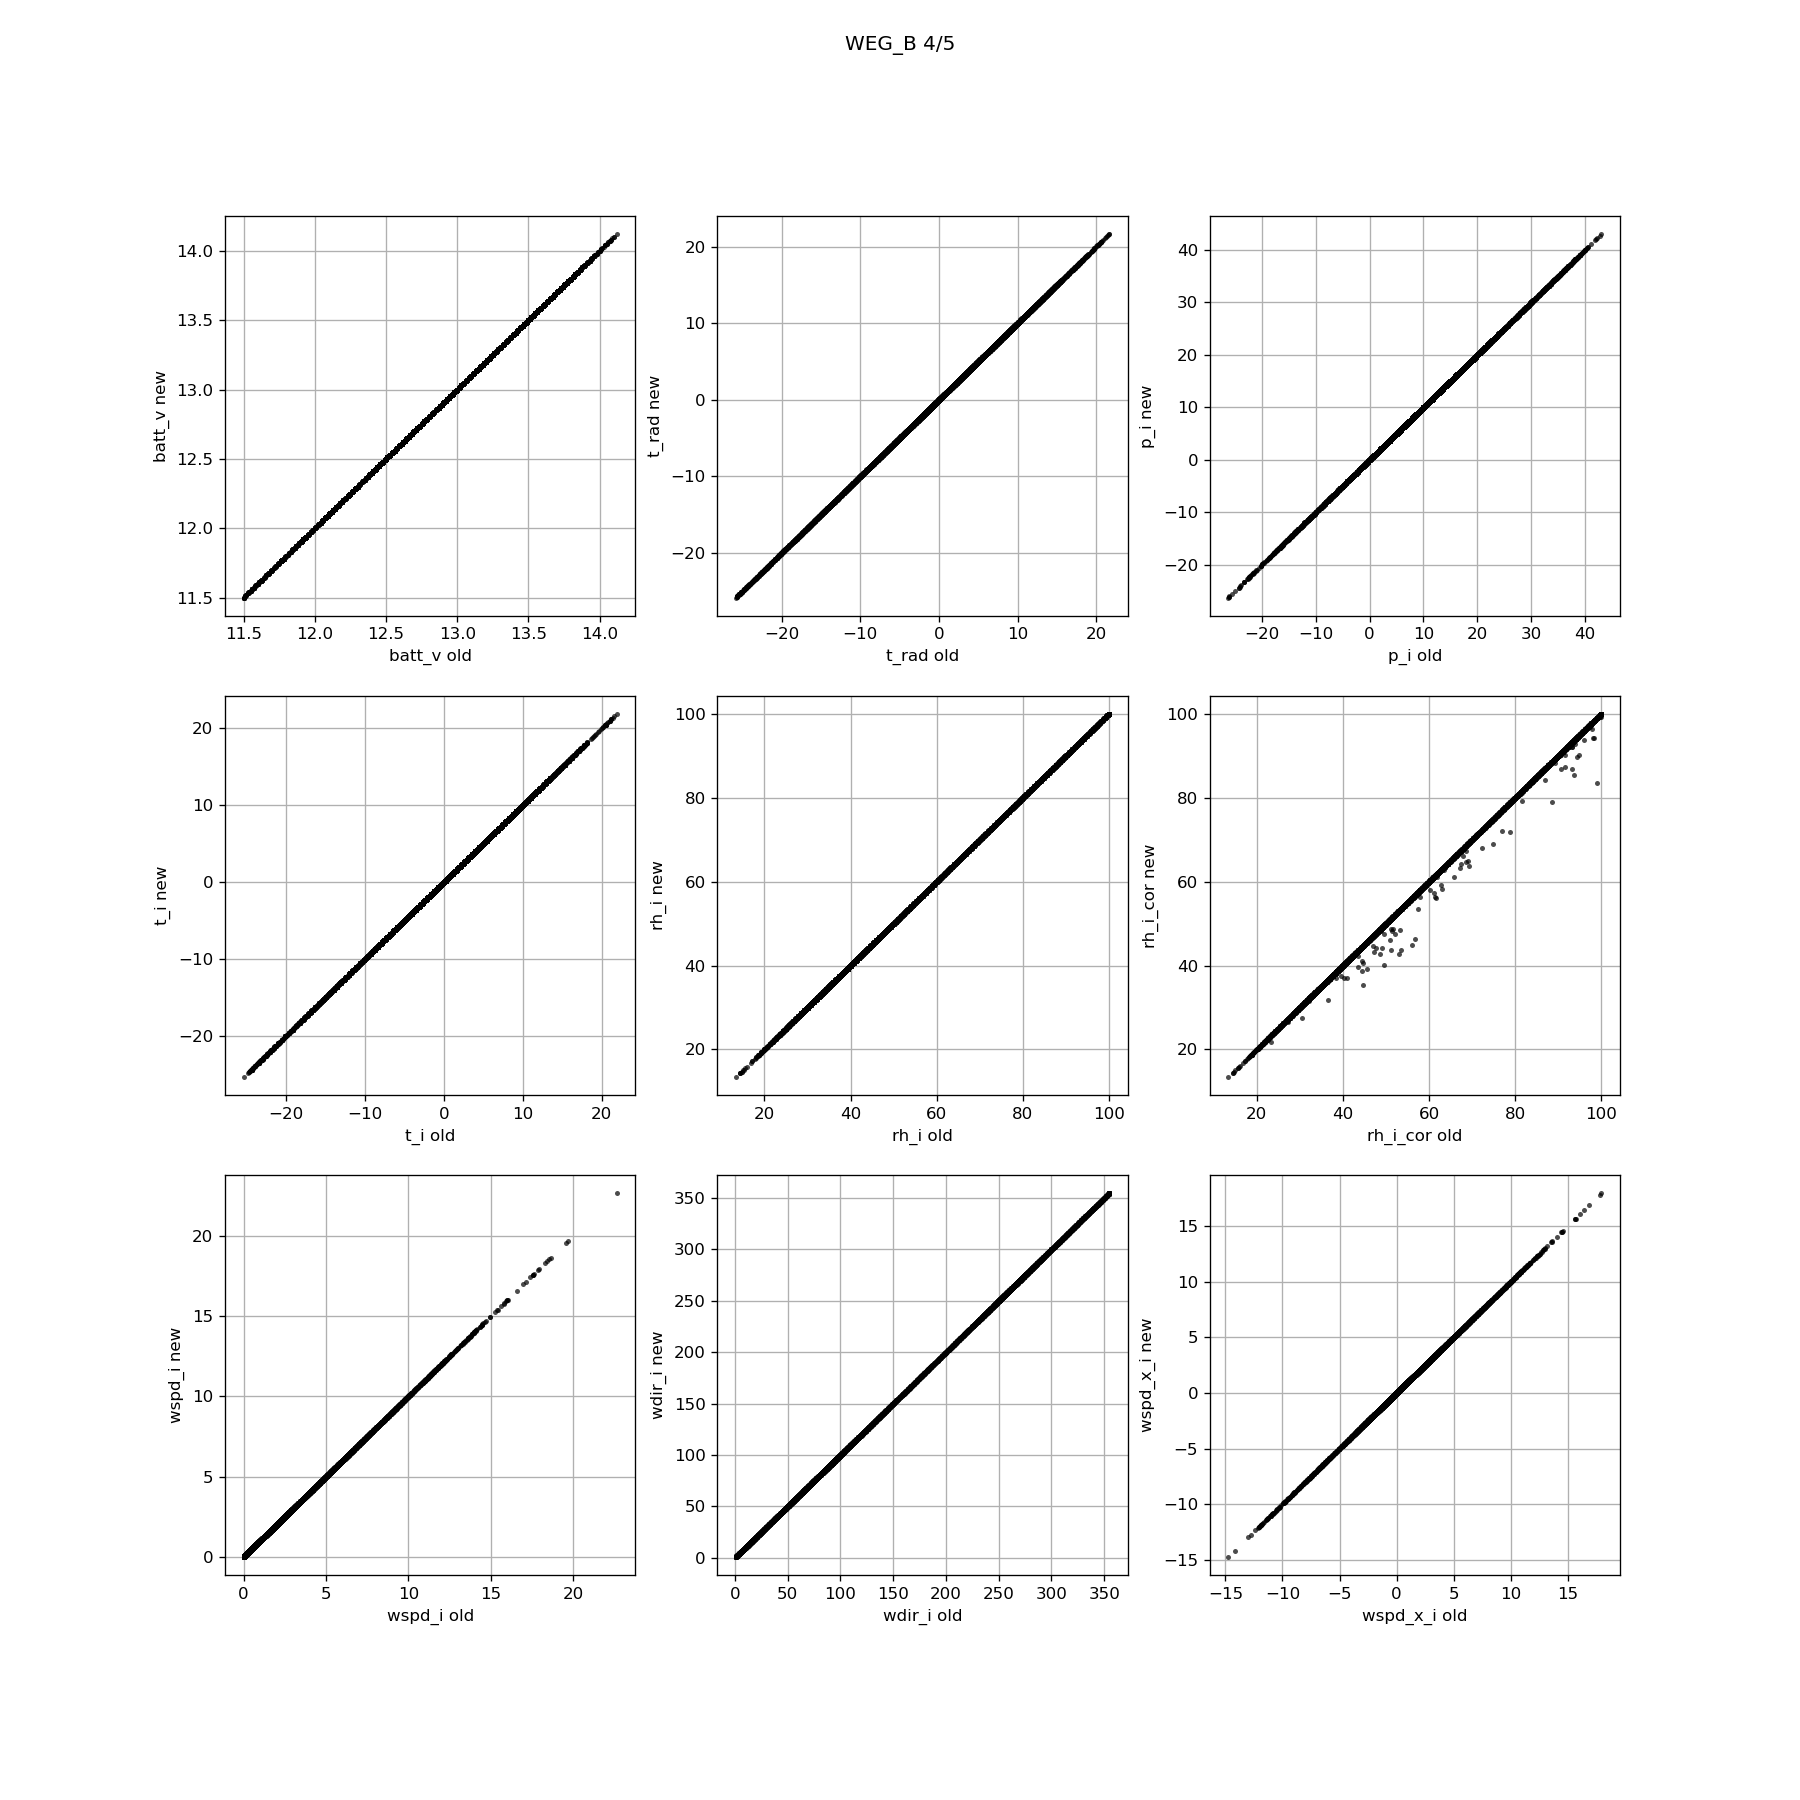 WEG_B 4/5
14.0
13.5
13.0
12.5
12.0
11.5
batt_v new
11.5 12.0 12.5 13.0 13.5 14.0
batt_v old
20
10
0
−10
−20
t_rad new
−20 −10 0 10 20
t_rad old
40
30
20
10
0
−10
−20
p_i new
−20 −10 0 10 20 30 40
p_i old
20
10
0
−10
−20
t_i new
−20 −10 0 10 20
t_i old
100
80
60
40
20
rh_i new
20 40 60 80 100
rh_i old
100
80
60
40
20
rh_i_cor new
20 40 60 80 100
rh_i_cor old
20
15
10
5
0
wspd_i new
0 5 10 15 20
wspd_i old
350
300
250
200
150
100
50
0
wdir_i new
0 50 100 150 200 250 300 350
wdir_i old
15
10
5
0
−5
−10
−15
wspd_x_i new
−15 −10 −5 0 5 10 15
wspd_x_i old